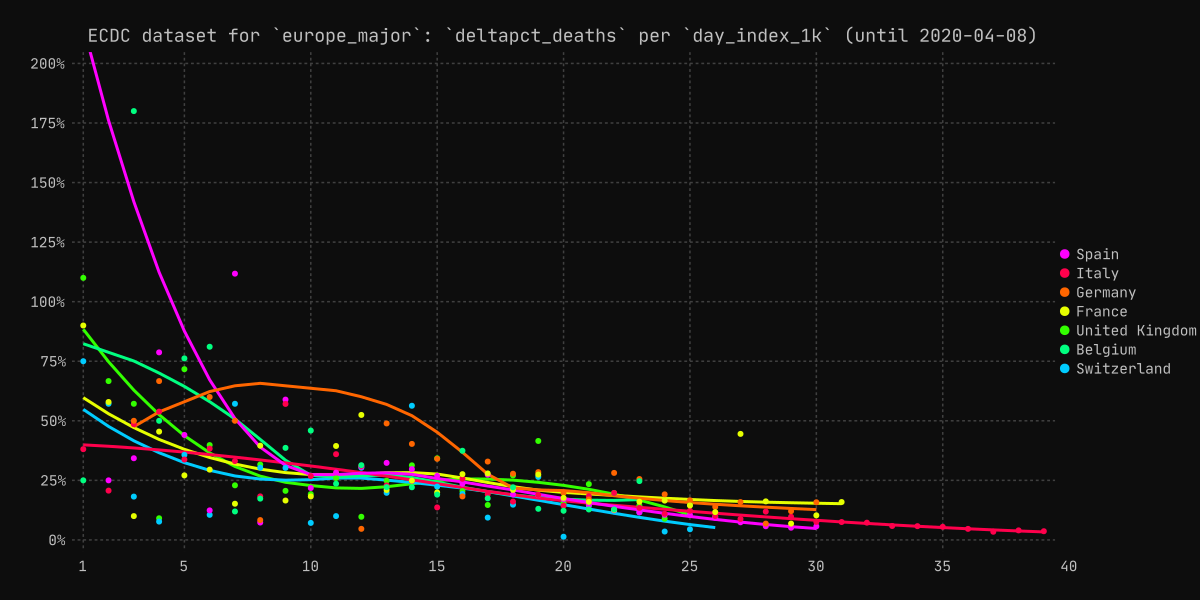 ECDC dataset for `europe_major`: `deltapct_deaths` per `day_index_1k` (until 2020-04-08)
200%
175%
150%
125%
100%
75%
50%
25%
0%
1 5 10 15 20 25 30 35 40
Spain
Italy
Germany
France
United Kingdom
Belgium
Switzerland